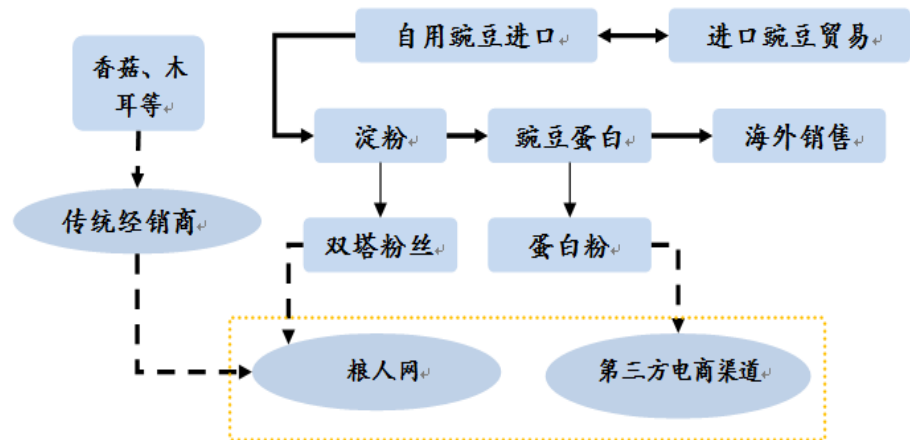 自用豌豆进口
进口豌豆贸易
香菇、木
耳等
淀粉
豌豆蛋白
海外销售
传统经销商
双塔粉丝
蛋白粉
粮人网
第三方电商渠道